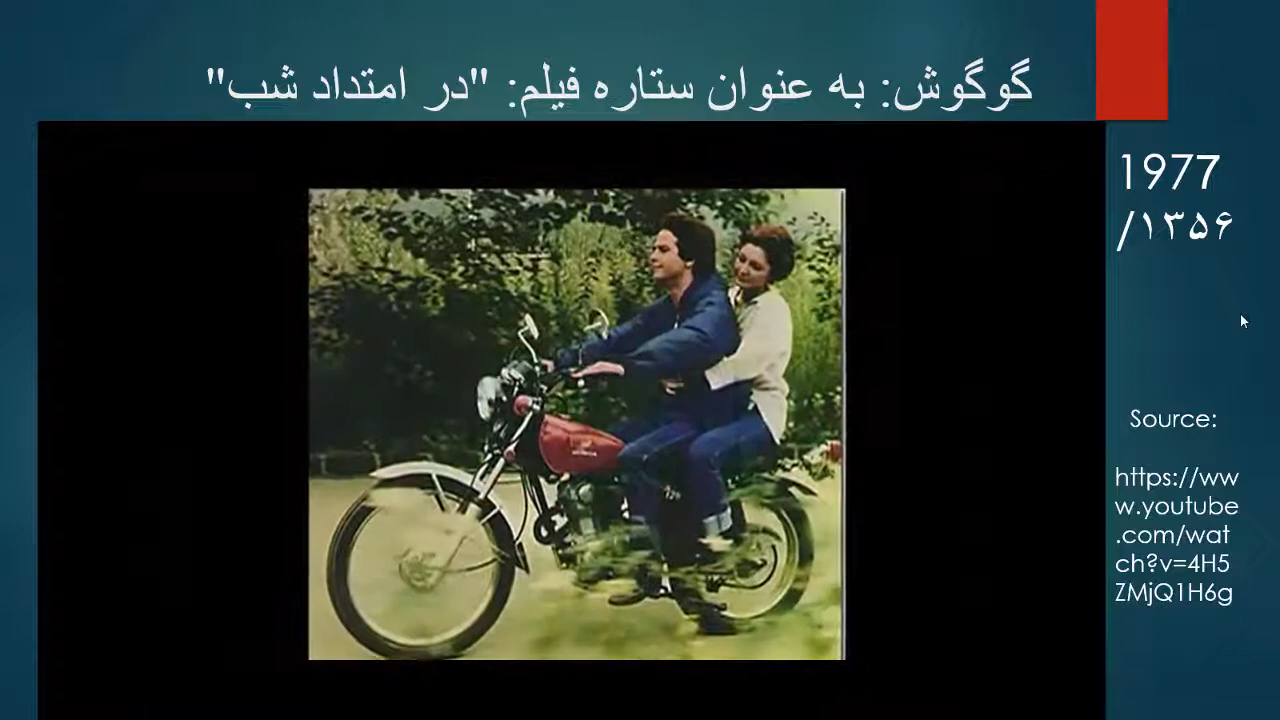 گوگوش: به عنوان ستاره فیلم: "در امتداد شب"
1977
/۱۳۵۶
HONDA
Source:
https://ww
w.youtube
.com/wat
ch?v=4H5
ZMjQ1H6g